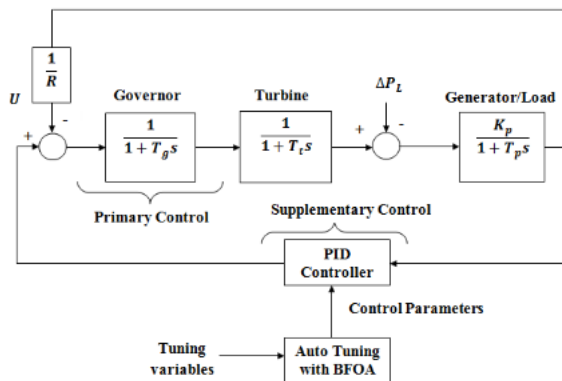 1
R
U
-
+
Governor
1
1 + T_g s
Turbine
1
1 + T_t s
ΔP_L
+
-
Generator/Load
K_p
1 + T_p s
Primary Control
Supplementary Control
PID
Controller
Control Parameters
Tuning
variables
Auto Tuning
with BFOA